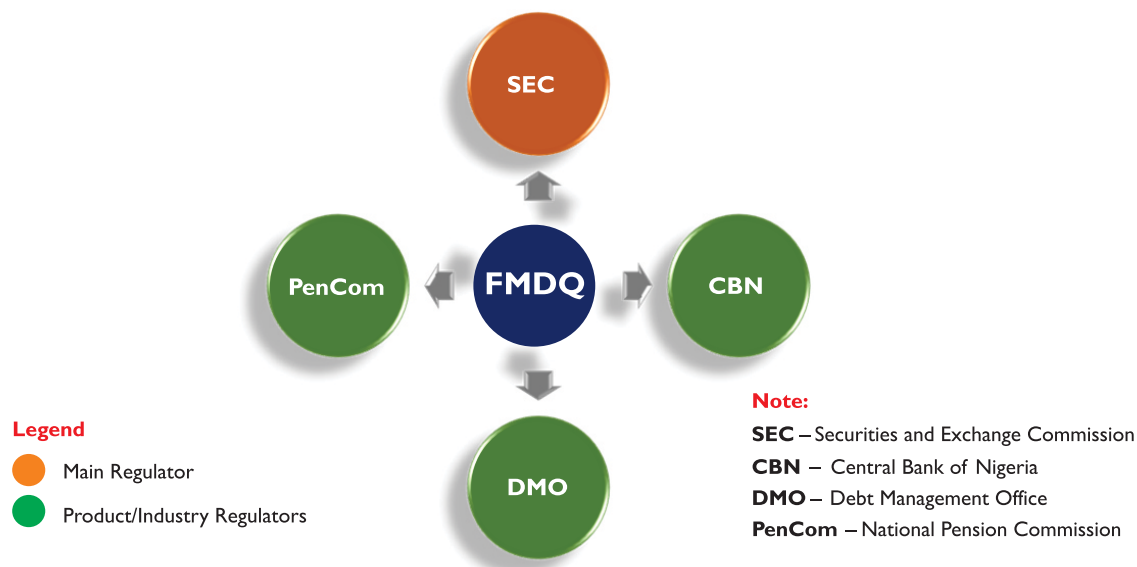 SEC
PenCom
FMDQ
CBN
DMO
Legend
Main Regulator
Product/Industry Regulators
Note:
SEC – Securities and Exchange Commission
CBN – Central Bank of Nigeria
DMO – Debt Management Office
PenCom – National Pension Commission